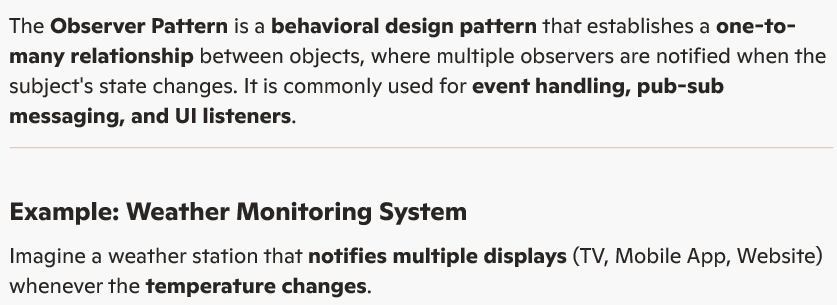 The Observer Pattern is a behavioral design pattern that establishes a one-to-
many relationship between objects, where multiple observers are notified when the
subject's state changes. It is commonly used for event handling, pub-sub
messaging, and UI listeners.
Example: Weather Monitoring System
Imagine a weather station that notifies multiple displays (TV, Mobile App, Website)
whenever the temperature changes.